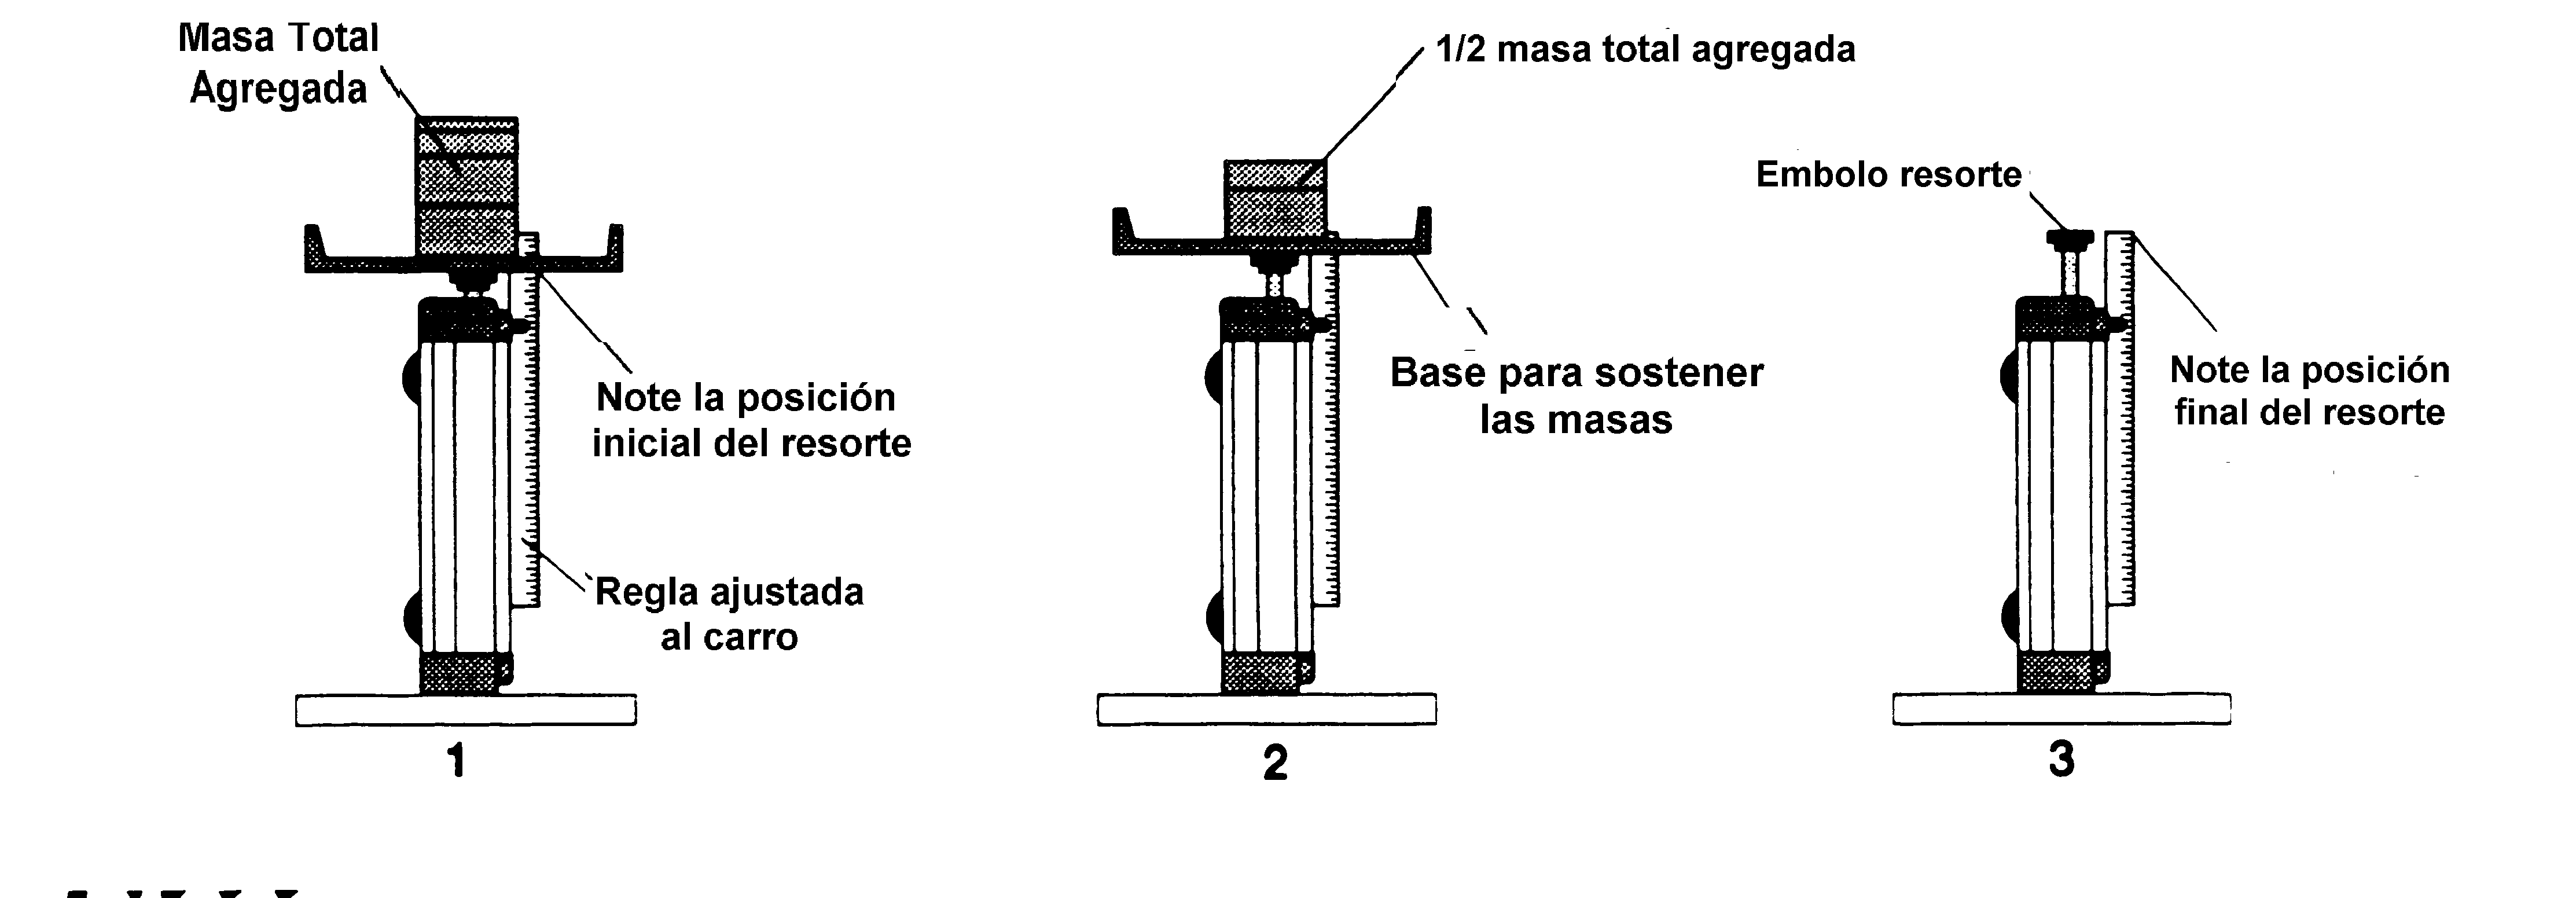 Masa Total
Agregada
Note la posición
inicial del resorte
Regla ajustada
al carro
1
1/2 masa total agregada
Base para sostener
las masas
2
Embolo resorte
Note la posición
final del resorte
3